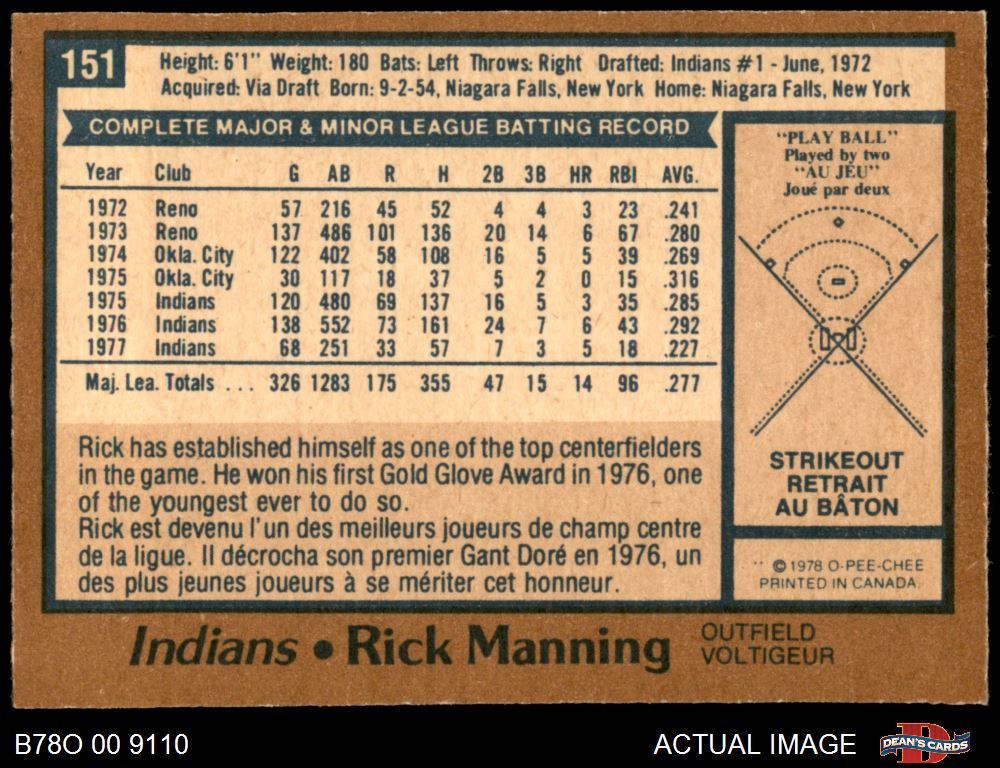 151
Height: 6'1" Weight: 180 Bats: Left Throws: Right Drafted: Indians #1 - June, 1972
Acquired: Via Draft Born: 9-2-54, Niagara Falls, New York Home: Niagara Falls, New York
COMPLETE MAJOR & MINOR LEAGUE BATTING RECORD
Year Club G AB R H 2B 3B HR RBI AVG.
1972 Reno 57 216 45 52 4 4 3 23 .241
1973 Reno 137 486 101 136 20 14 6 67 .280
1974 Okla. City 122 402 58 108 16 5 5 39 .269
1975 Okla. City 30 117 18 37 5 2 0 15 .316
1975 Indians 120 480 69 137 16 5 3 35 .285
1976 Indians 138 552 73 161 24 7 6 43 .292
1977 Indians 68 251 33 57 7 3 5 18 .227
Maj. Lea. Totals . . . 326 1283 175 355 47 15 14 96 .277
Rick has established himself as one of the top centerfielders
in the game. He won his first Gold Glove Award in 1976, one
of the youngest ever to do so.
Rick est devenu l'un des meilleurs joueurs de champ centre
de la ligue. Il décrocha son premier Gant Doré en 1976, un
des plus jeunes joueurs à se mériter cet honneur.
"PLAY BALL"
Played by two
"AU JEU"
Joué par deux
STRIKEOUT
RETRAIT
AU BÂTON
© 1978 O-PEE-CHEE
PRINTED IN CANADA.
Indians • Rick Manning
OUTFIELD
VOLTIGEUR
B78O 00 9110
ACTUAL IMAGE
DEAN'S CARDS